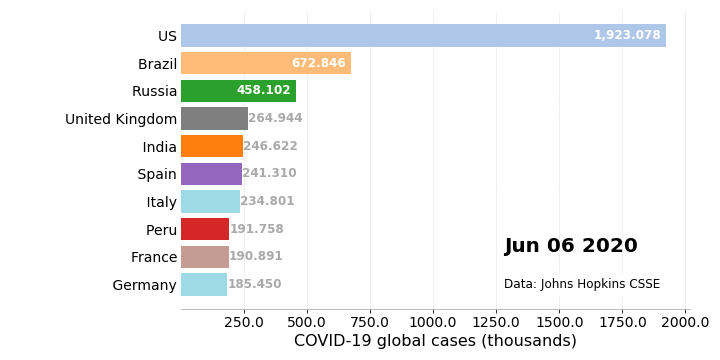 US 1,923.078
Brazil 672.846
Russia 458.102
United Kingdom 264.944
India 246.622
Spain 241.310
Italy 234.801
Peru 191.758
France 190.891
Germany 185.450
Jun 06 2020
Data: Johns Hopkins CSSE
250.0 500.0 750.0 1000.0 1250.0 1500.0 1750.0 2000.0
COVID-19 global cases (thousands)